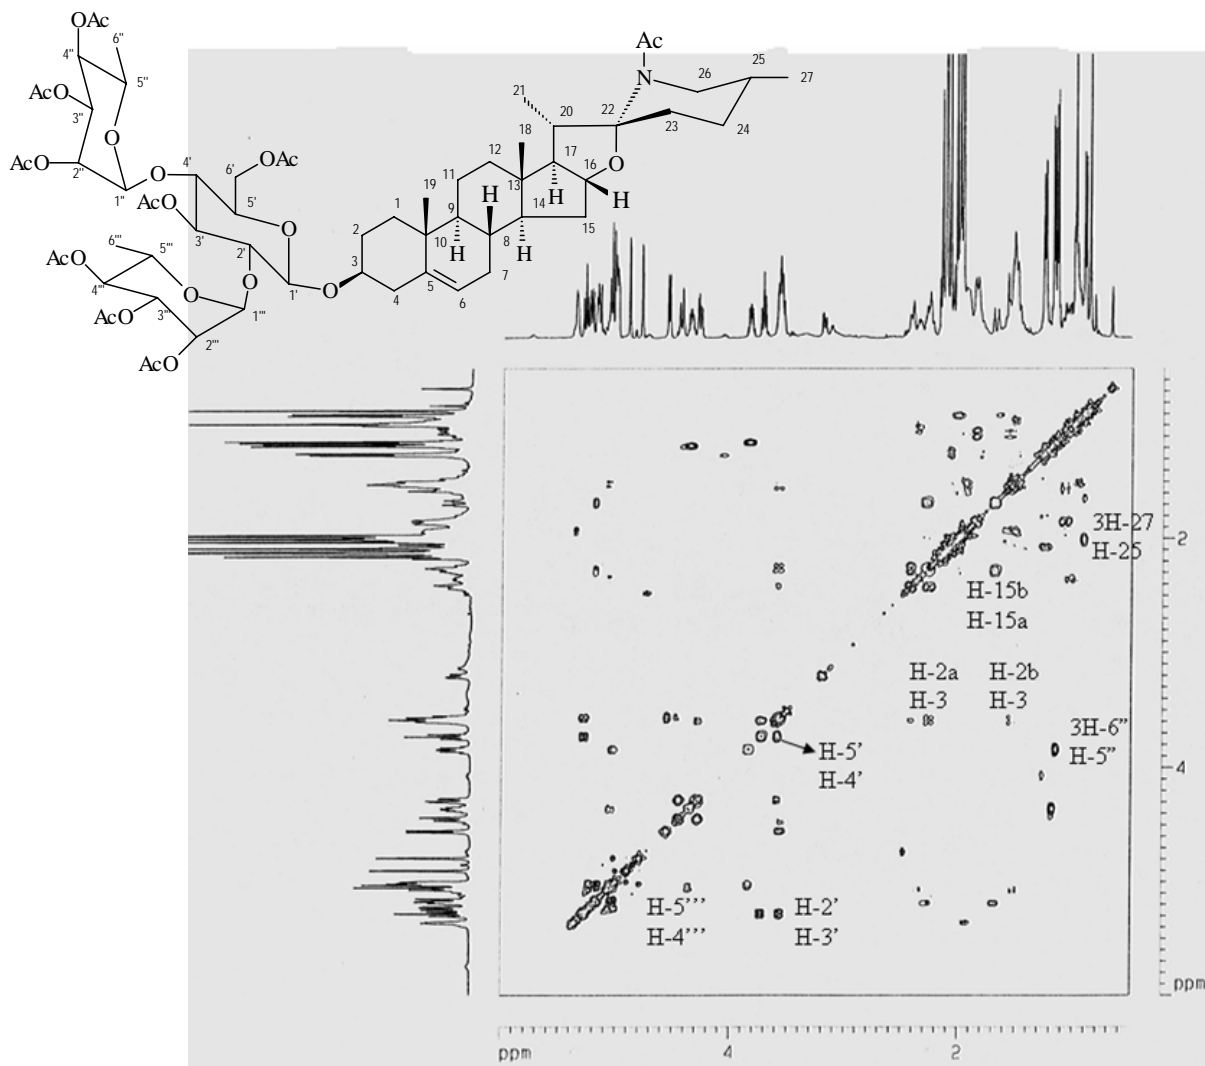 OAc
6''
4''
5''
AcO
3''
O
AcO
2''
1''
O
4'
6'
OAc
5'
AcO
3'
O
2'
1'
O
O
6'''
5'''
AcO
4'''
O
AcO
3'''
1'''
2'''
AcO
Ac
N
25
26
27
21
20
22
23
24
18
12
17
O
16
H
11
13
19
H
14
15
1
9
H
2
10
8
H
3
5
7
4
6
3H-27
H-25
2
H-15b
H-15a
H-2a
H-3
H-2b
H-3
3H-6''
H-5''
H-5'
H-4'
4
H-5'''
H-4'''
H-2'
H-3'
ppm
ppm
4
2